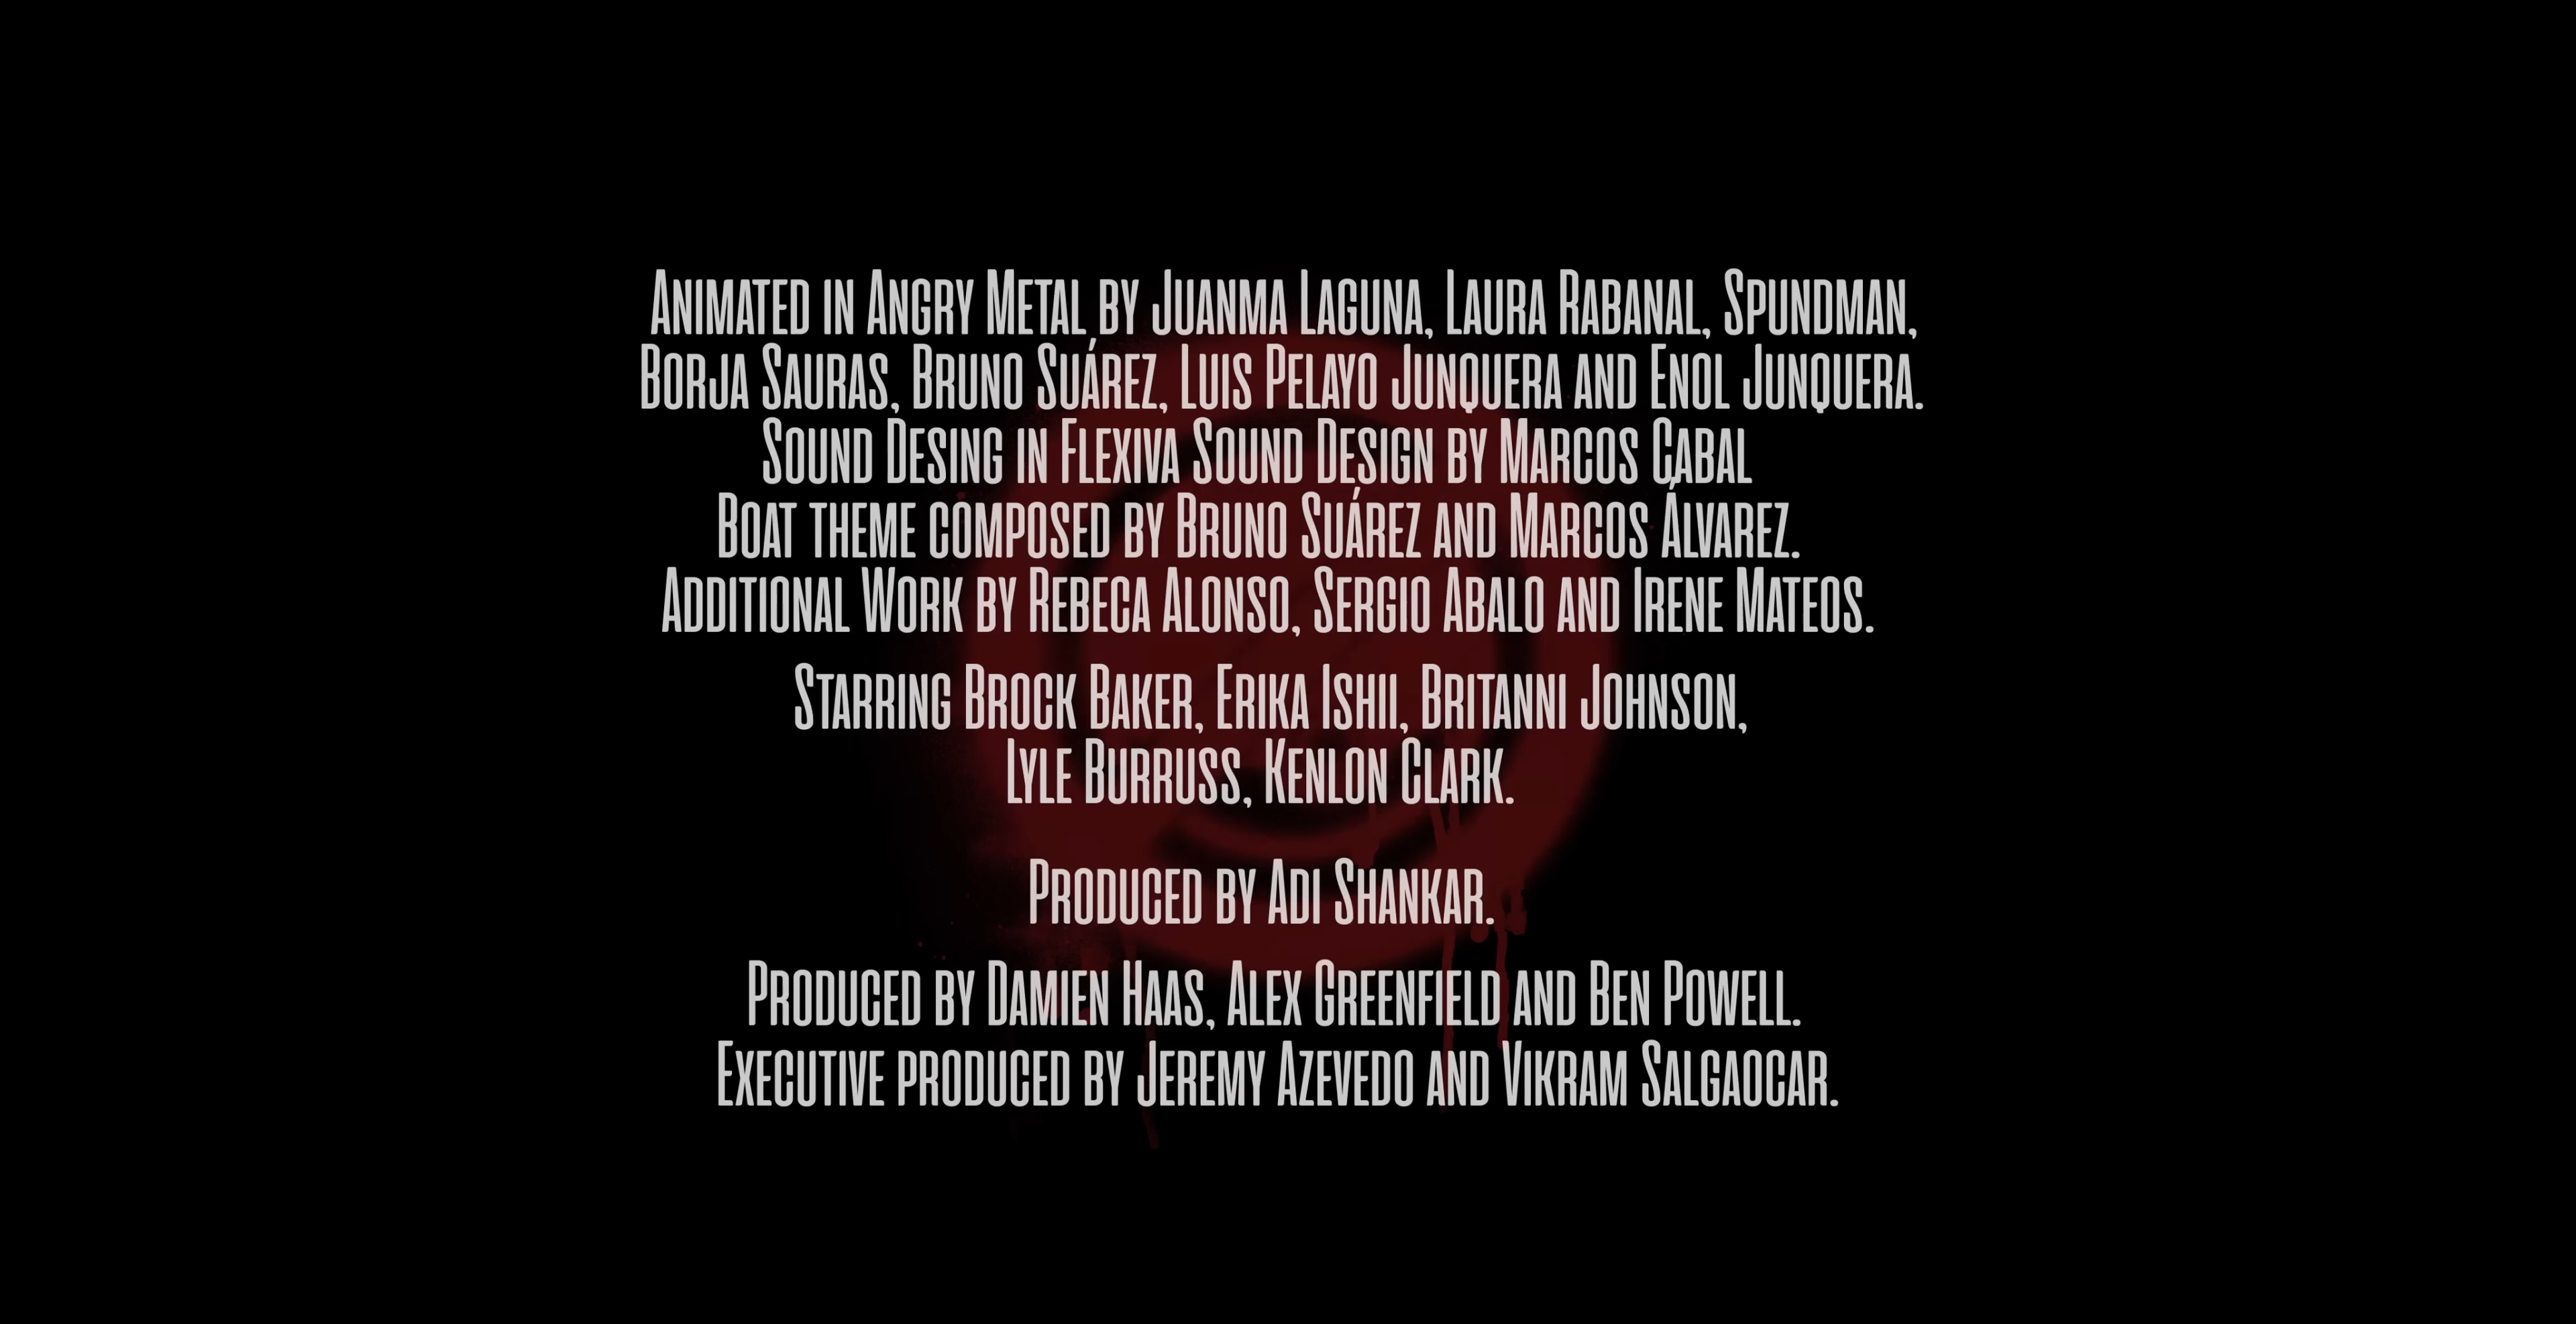 Animated in Angry Metal by Juanma Laguna, Laura Rabanal, Spundman,
Borja Sauras, Bruno Suárez, Luis Pelayo Junquera and Enol Junquera.
Sound Desing in Flexiva Sound Design by Marcos Cabal
Boat theme composed by Bruno Suárez and Marcos Álvarez.
Additional Work by Rebeca Alonso, Sergio Abalo and Irene Mateos.
Starring Brock Baker, Erika Ishii, Britanni Johnson,
Lyle Burruss, Kenlon Clark.
Produced by Adi Shankar.
Produced by Damien Haas, Alex Greenfield and Ben Powell.
Executive produced by Jeremy Azevedo and Vikram Salgaocar.